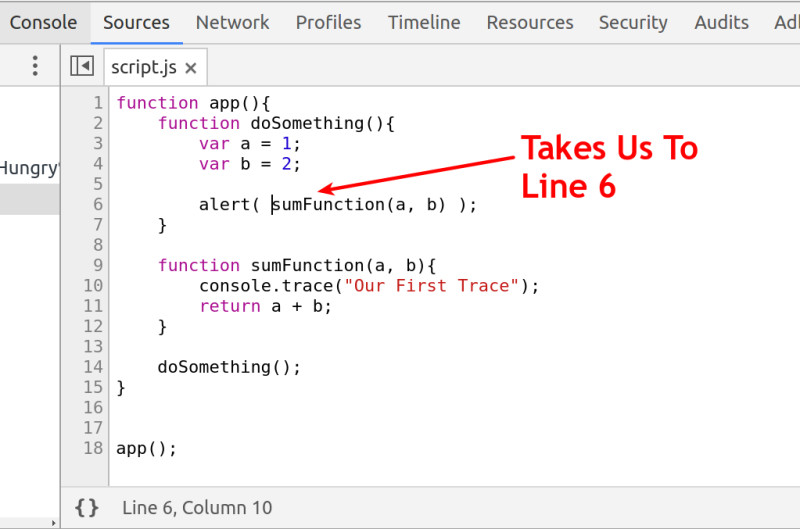 Console Sources Network Profiles Timeline Resources Security Audits Ad
script.js ×
Hungry"
1 function app(){
2 function doSomething(){
3 var a = 1;
4 var b = 2;
5
6 alert( sumFunction(a, b) );
7 }
8
9 function sumFunction(a, b){
10 console.trace("Our First Trace");
11 return a + b;
12 }
13
14 doSomething();
15 }
16
17
18 app();
Takes Us To
Line 6
{} Line 6, Column 10